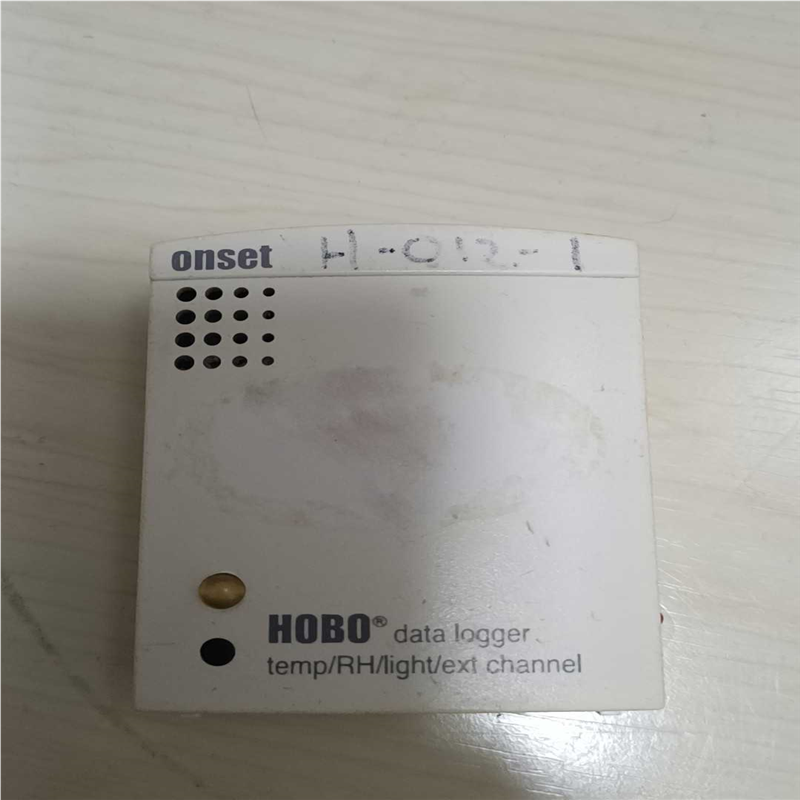 onset H-012-1
HOBO® data logger
temp/RH/light/ext channel